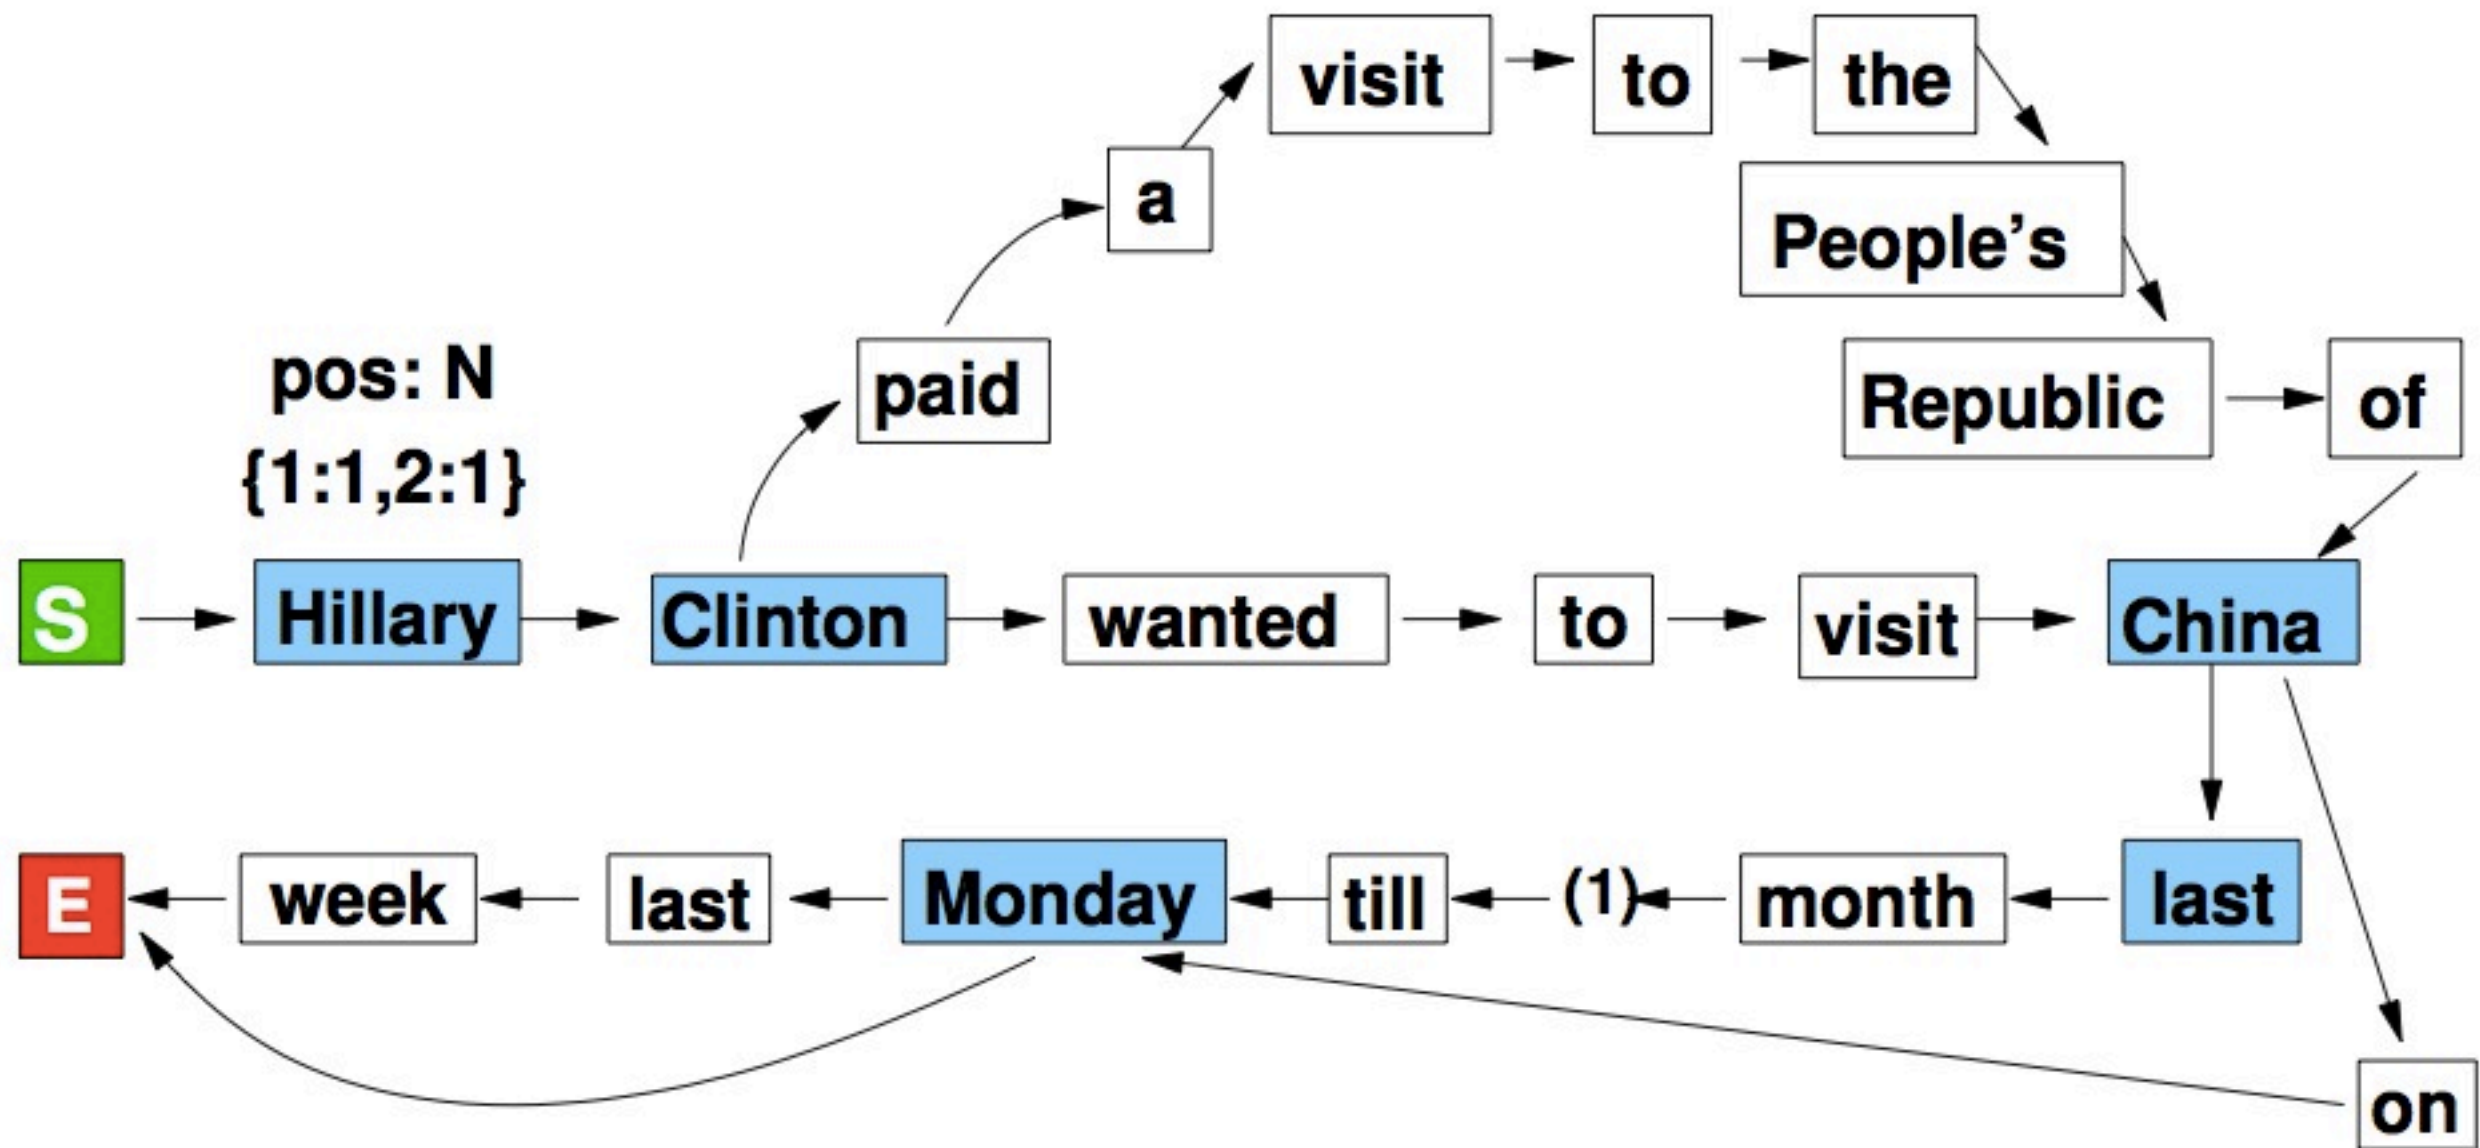 visit to the
a
People's
pos: N
paid
Republic of
{1:1,2:1}
S Hillary Clinton wanted to visit China
E week last Monday till (1) month last
on